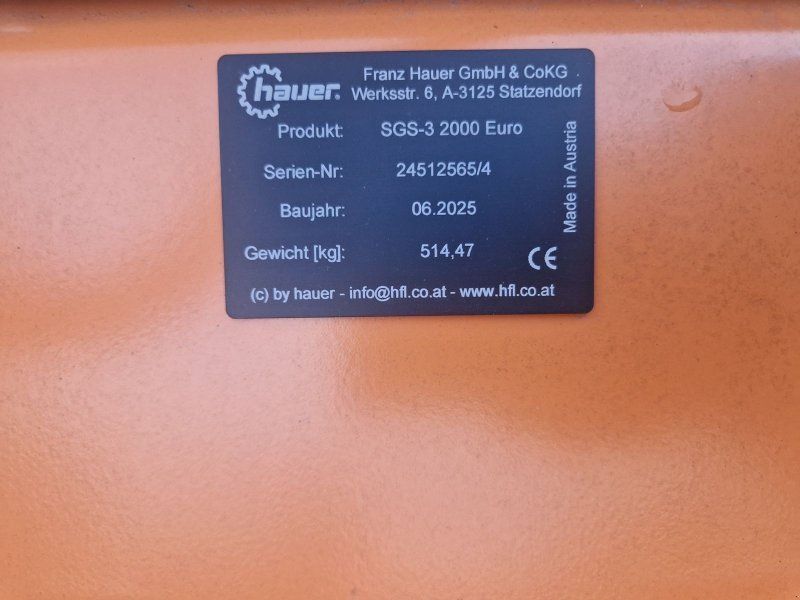 hauer®
Franz Hauer GmbH & CoKG
Werksstr. 6, A-3125 Statzendorf
Produkt: SGS-3 2000 Euro
Serien-Nr: 24512565/4
Baujahr: 06.2025
Gewicht [kg]: 514,47
Made in Austria
CE
(c) by hauer - info@hfl.co.at - www.hfl.co.at